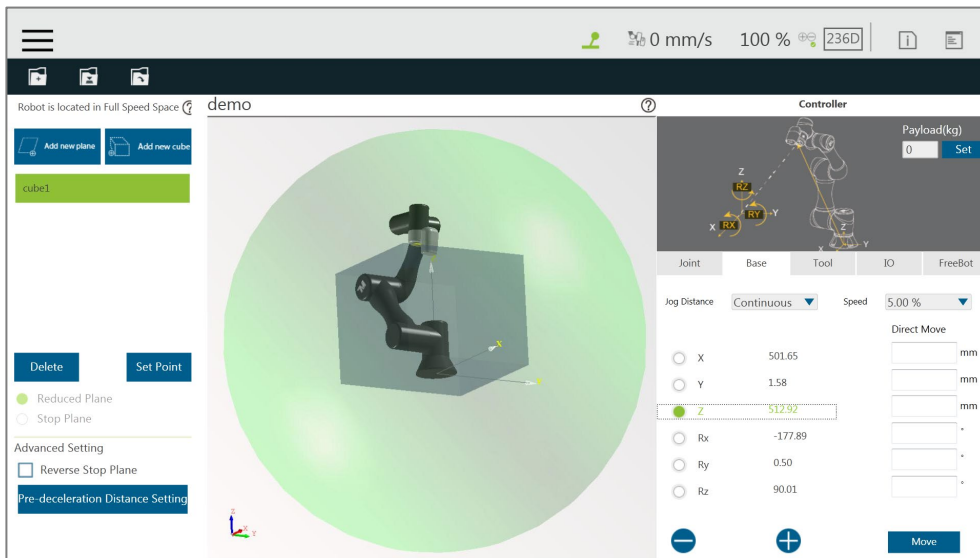 0 mm/s
100 %
236D
Robot is located in Full Speed Space
demo
Controller
Add new plane
Add new cube
cube1
Payload(kg)
0
Set
Z
RZ
RY
Y
X
RX
Z
X
Y
Joint
Base
Tool
IO
FreeBot
Jog Distance
Continuous
Speed
5.00 %
Direct Move
X
501.65
mm
Y
1.58
mm
Z
512.92
mm
Rx
-177.89
°
Ry
0.50
°
Rz
90.01
°
Delete
Set Point
Reduced Plane
Stop Plane
Advanced Setting
Reverse Stop Plane
Pre-deceleration Distance Setting
Z
X
Y
Move